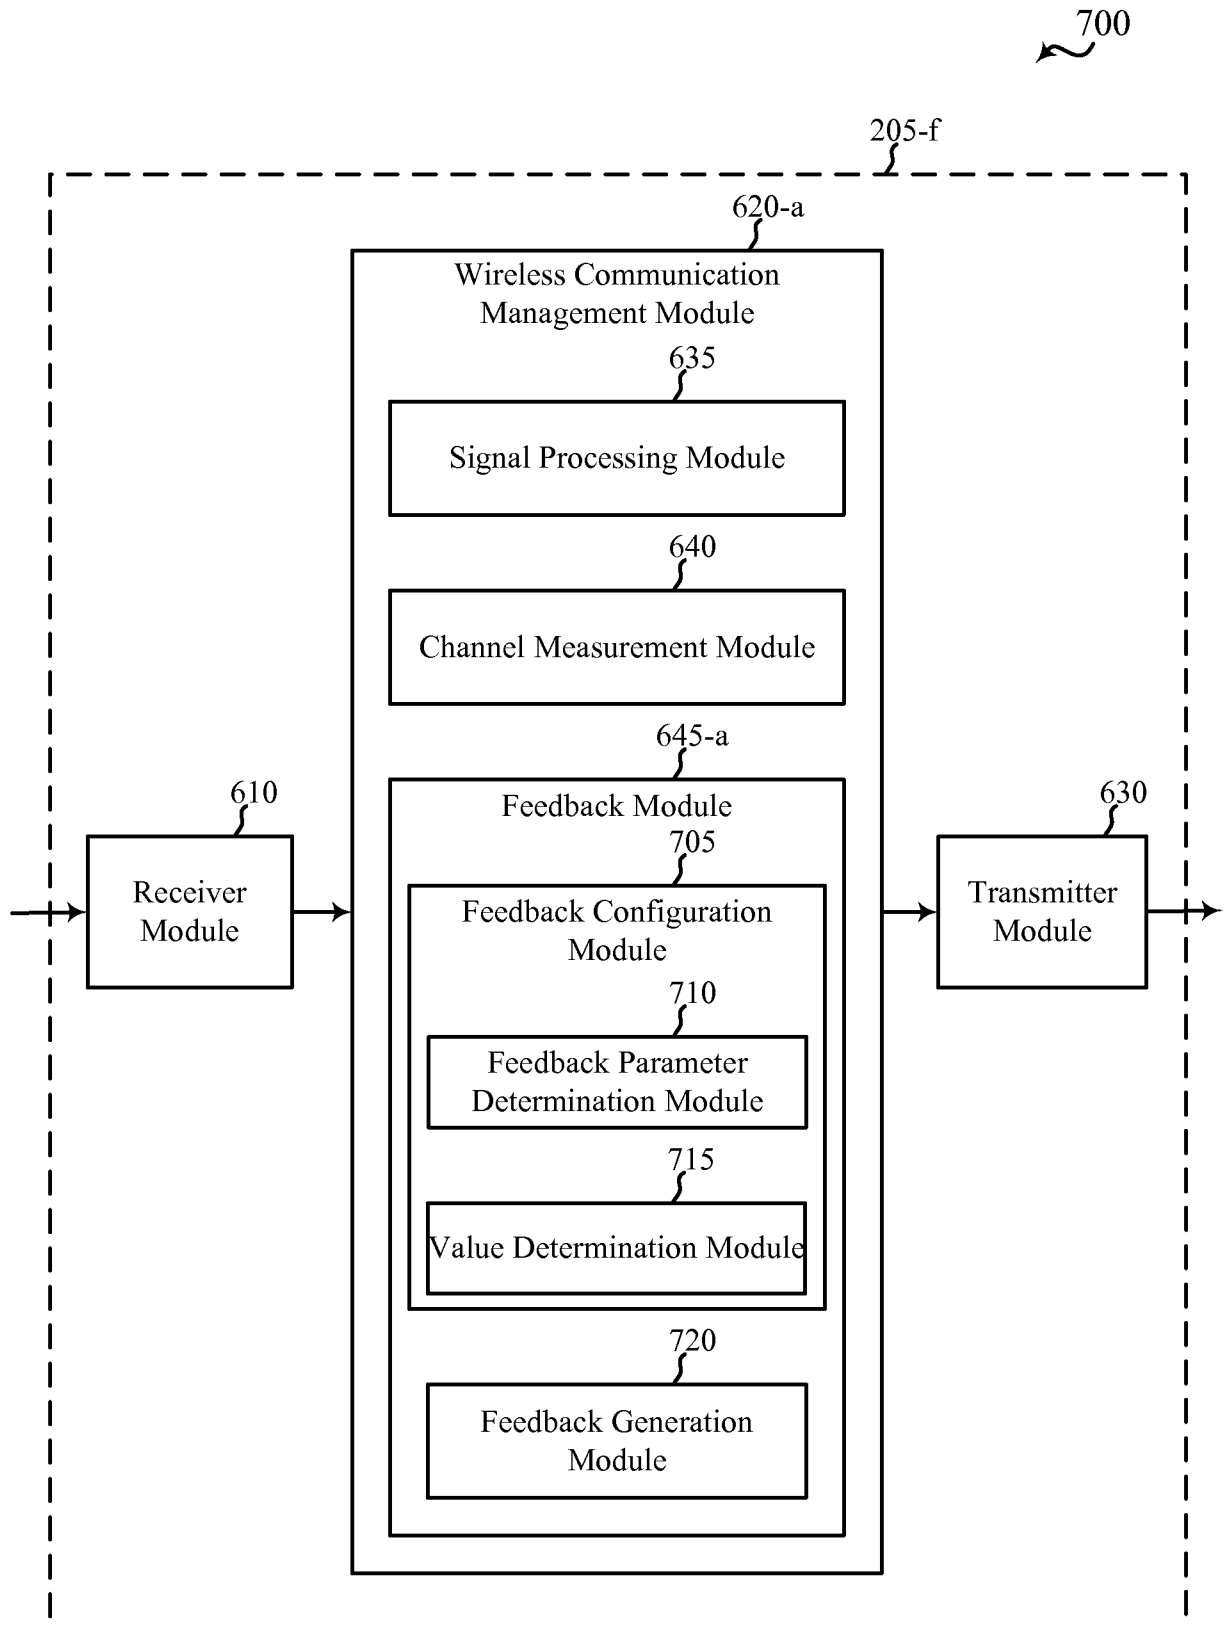 700
205-f
620-a
Wireless Communication
Management Module
635
Signal Processing Module
640
Channel Measurement Module
645-a
Feedback Module
705
Feedback Configuration
Module
710
Feedback Parameter
Determination Module
715
Value Determination Module
720
Feedback Generation
Module
610
Receiver
Module
630
Transmitter
Module